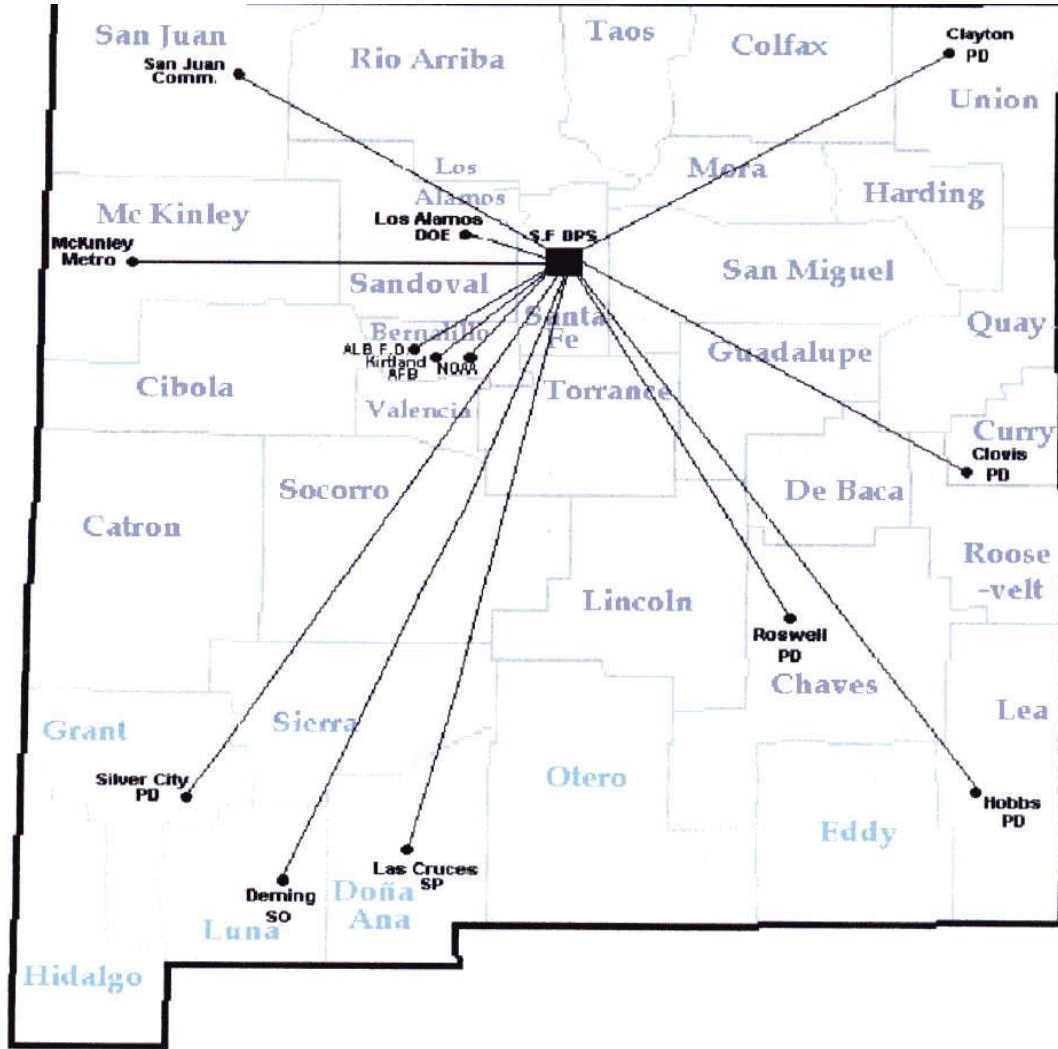 San Juan
Rio Arriba
Taos
Colfax
Clayton
PD
San Juan
Comm.
Union
Los
Alamos
Mora
Harding
Mc Kinley
Los Alamos
DOE
S.F DPS
McKinley
Metro
Sandoval
San Miguel
Santa
Fe
Quay
Bernalillo
ALB. F. D.
Kirtland
AFB
NOAA
Guadalupe
Cibola
Valencia
Torrance
Curry
Clovis
PD
Socorro
De Baca
Catron
Roose
-velt
Lincoln
Roswell
PD
Chaves
Lea
Grant
Sierra
Otero
Silver City
PD
Hobbs
PD
Eddy
Las Cruces
SP
Deming
SO
Doña
Ana
Luna
Hidalgo